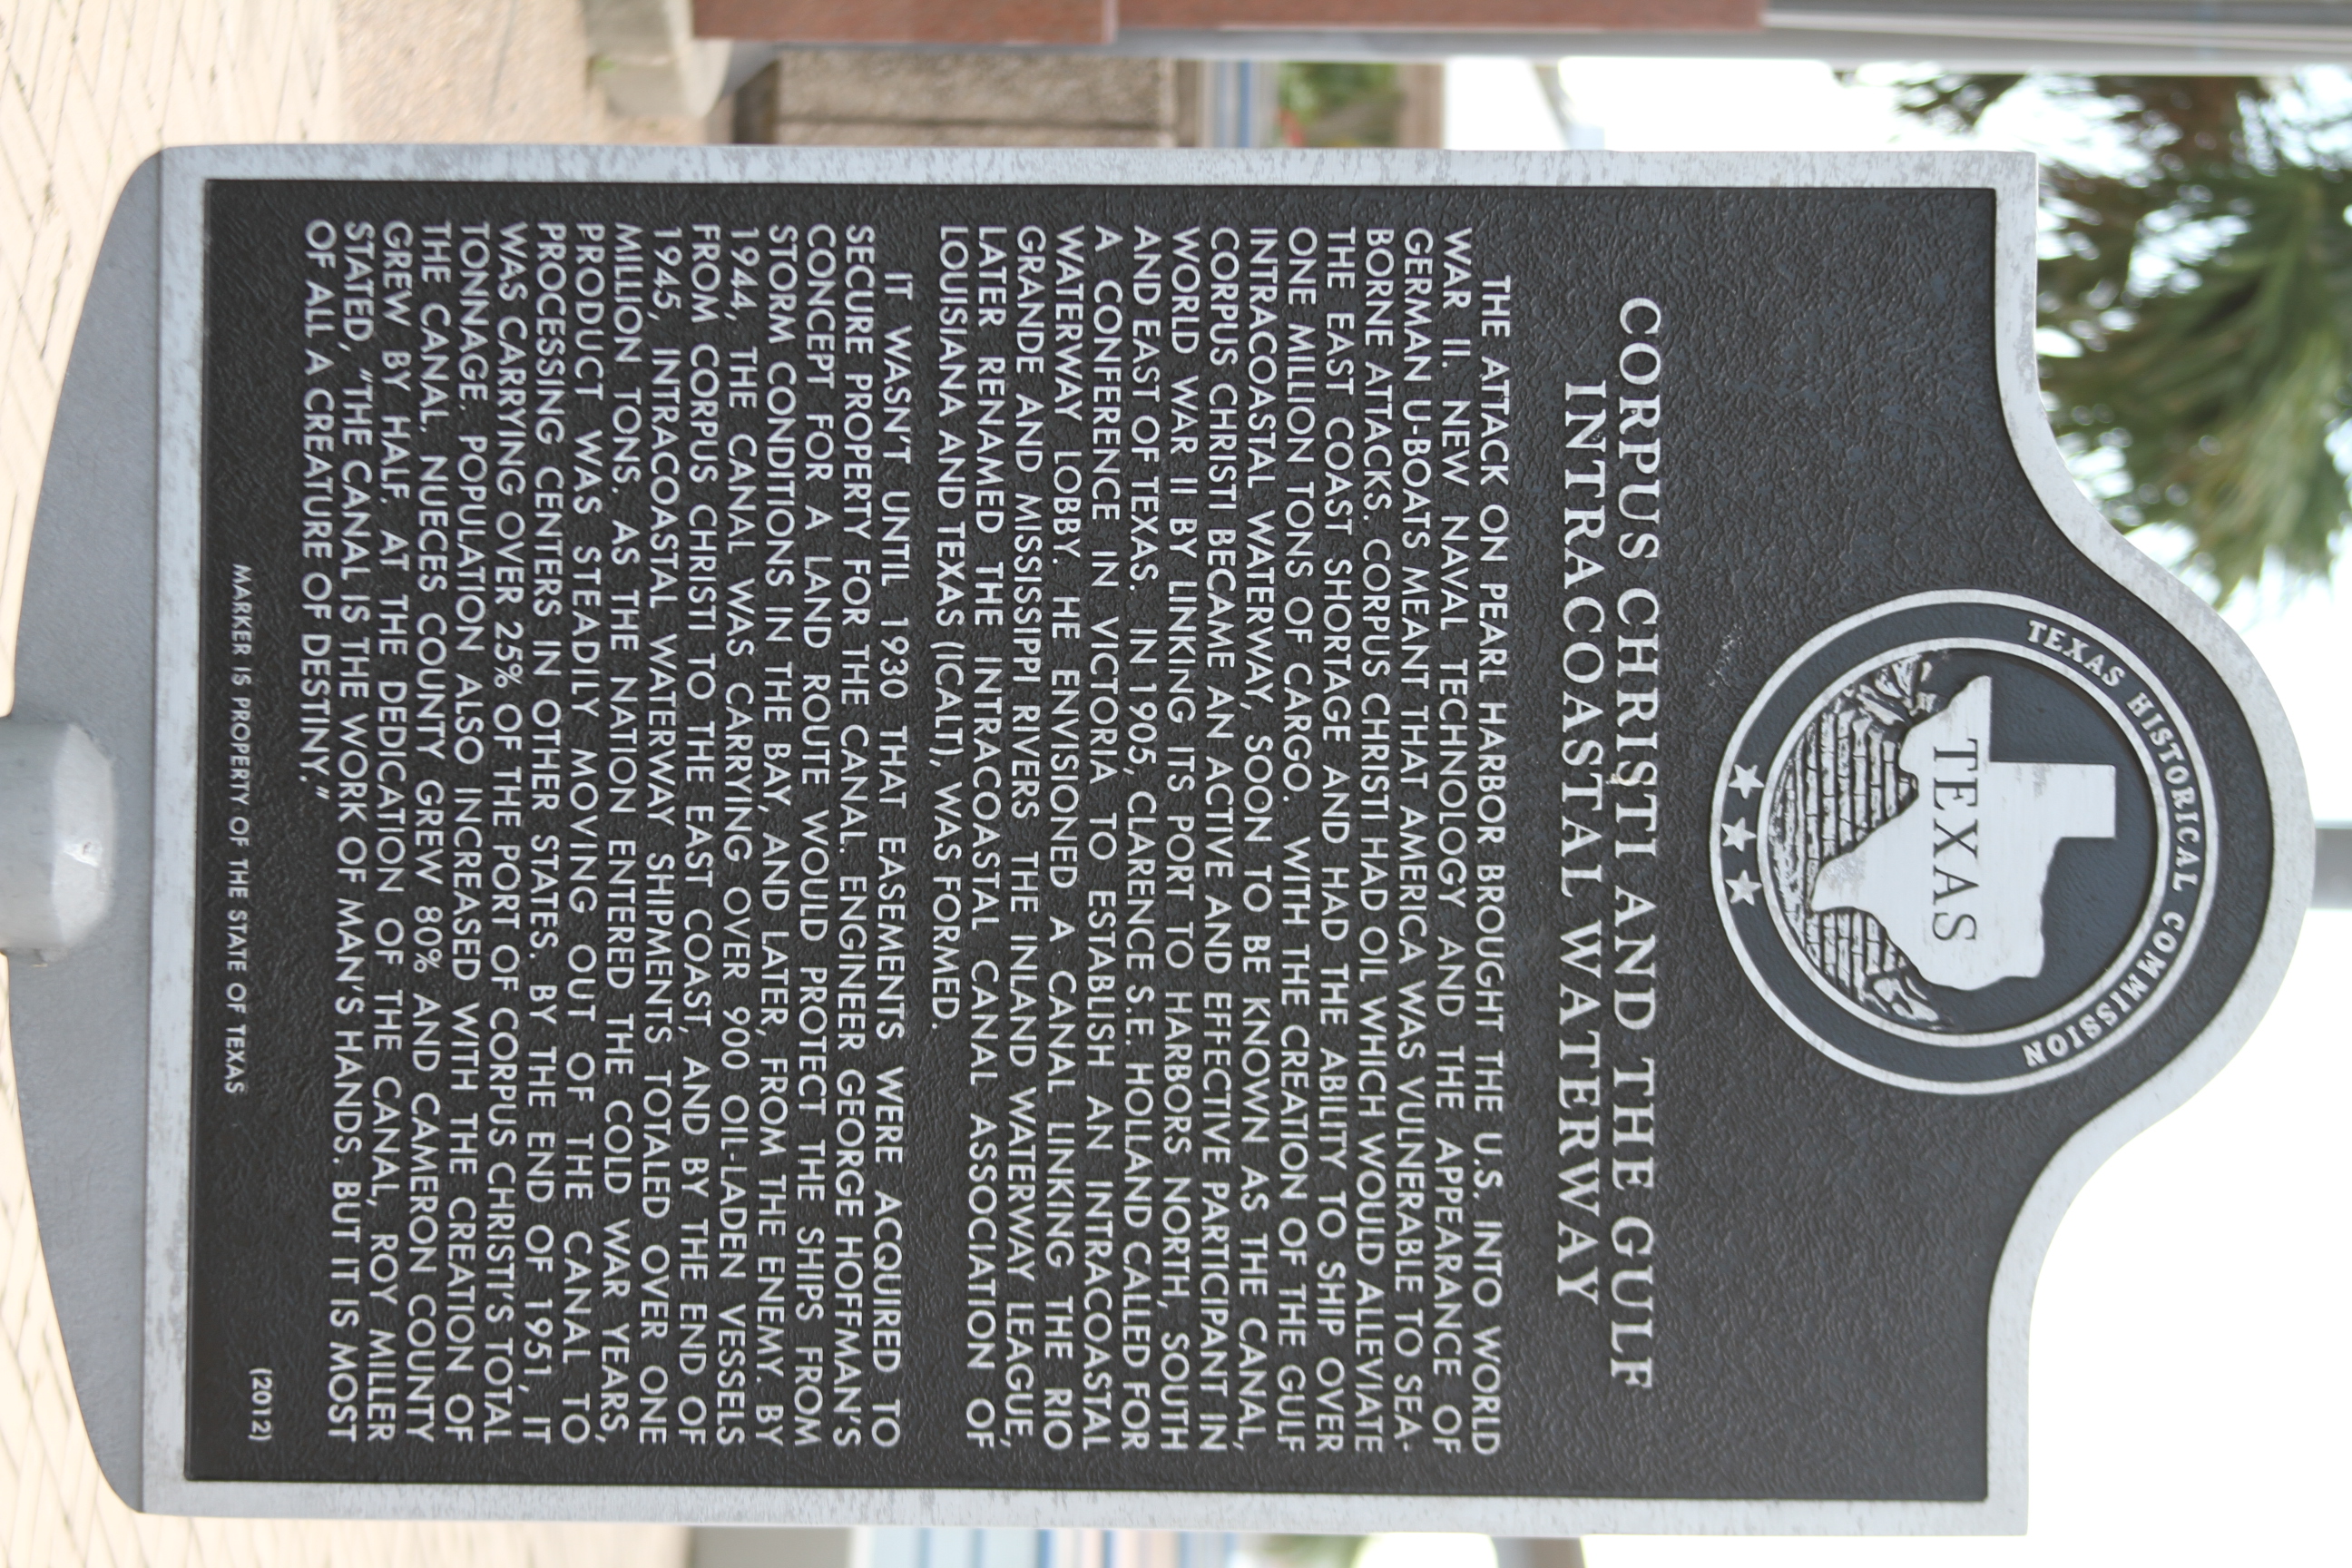 TEXAS HISTORICAL COMMISSION
TEXAS
CORPUS CHRISTI AND THE GULF
INTRACOASTAL WATERWAY
THE ATTACK ON PEARL HARBOR BROUGHT THE U.S. INTO WORLD
WAR II. NEW NAVAL TECHNOLOGY AND THE APPEARANCE OF
GERMAN U-BOATS MEANT THAT AMERICA WAS VULNERABLE TO SEA-
BORNE ATTACKS. CORPUS CHRISTI HAD OIL WHICH WOULD ALLEVIATE
THE EAST COAST SHORTAGE AND HAD THE ABILITY TO SHIP OVER
ONE MILLION TONS OF CARGO. WITH THE CREATION OF THE GULF
INTRACOASTAL WATERWAY, SOON TO BE KNOWN AS THE CANAL,
CORPUS CHRISTI BECAME AN ACTIVE AND EFFECTIVE PARTICIPANT IN
WORLD WAR II BY LINKING ITS PORT TO HARBORS NORTH, SOUTH
AND EAST OF TEXAS. IN 1905, CLARENCE S.E. HOLLAND CALLED FOR
A CONFERENCE IN VICTORIA TO ESTABLISH AN INTRACOASTAL
WATERWAY LOBBY. HE ENVISIONED A CANAL LINKING THE RIO
GRANDE AND MISSISSIPPI RIVERS. THE INLAND WATERWAY LEAGUE,
LATER RENAMED THE INTRACOASTAL CANAL ASSOCIATION OF
LOUISIANA AND TEXAS (ICALT), WAS FORMED.
IT WASN'T UNTIL 1930 THAT EASEMENTS WERE ACQUIRED TO
SECURE PROPERTY FOR THE CANAL. ENGINEER GEORGE HOFFMAN'S
CONCEPT FOR A LAND ROUTE WOULD PROTECT THE SHIPS FROM
STORM CONDITIONS IN THE BAY, AND LATER, FROM THE ENEMY. BY
1944, THE CANAL WAS CARRYING OVER 900 OIL-LADEN VESSELS
FROM CORPUS CHRISTI TO THE EAST COAST, AND BY THE END OF
1945, INTRACOASTAL WATERWAY SHIPMENTS TOTALED OVER ONE
MILLION TONS. AS THE NATION ENTERED THE COLD WAR YEARS,
PRODUCT WAS STEADILY MOVING OUT OF THE CANAL TO
PROCESSING CENTERS IN OTHER STATES. BY THE END OF 1951, IT
WAS CARRYING OVER 25% OF THE PORT OF CORPUS CHRISTI'S TOTAL
TONNAGE. POPULATION ALSO INCREASED WITH THE CREATION OF
THE CANAL. NUECES COUNTY GREW 80% AND CAMERON COUNTY
GREW BY HALF. AT THE DEDICATION OF THE CANAL, ROY MILLER
STATED, "THE CANAL IS THE WORK OF MAN'S HANDS. BUT IT IS MOST
OF ALL A CREATURE OF DESTINY."
(2012)
MARKER IS PROPERTY OF THE STATE OF TEXAS